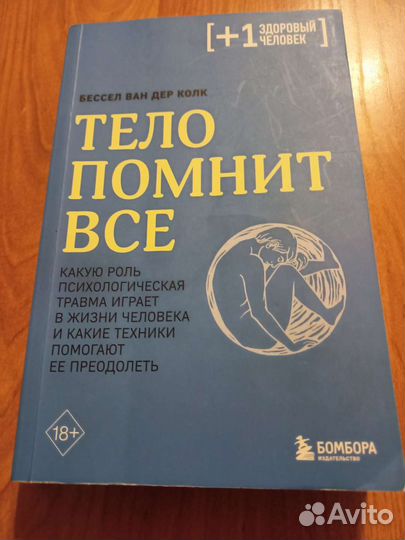 [+1 ЗДОРОВЫЙ
ЧЕЛОВЕК]
БЕССЕЛ ВАН ДЕР КОЛК
ТЕЛО
ПОМНИТ
ВСЕ
КАКУЮ РОЛЬ
ПСИХОЛОГИЧЕСКАЯ
ТРАВМА ИГРАЕТ
В ЖИЗНИ ЧЕЛОВЕКА
И КАКИЕ ТЕХНИКИ
ПОМОГАЮТ
ЕЕ ПРЕОДОЛЕТЬ
18+
БОМБОРА
ИЗДАТЕЛЬСТВО
Avito